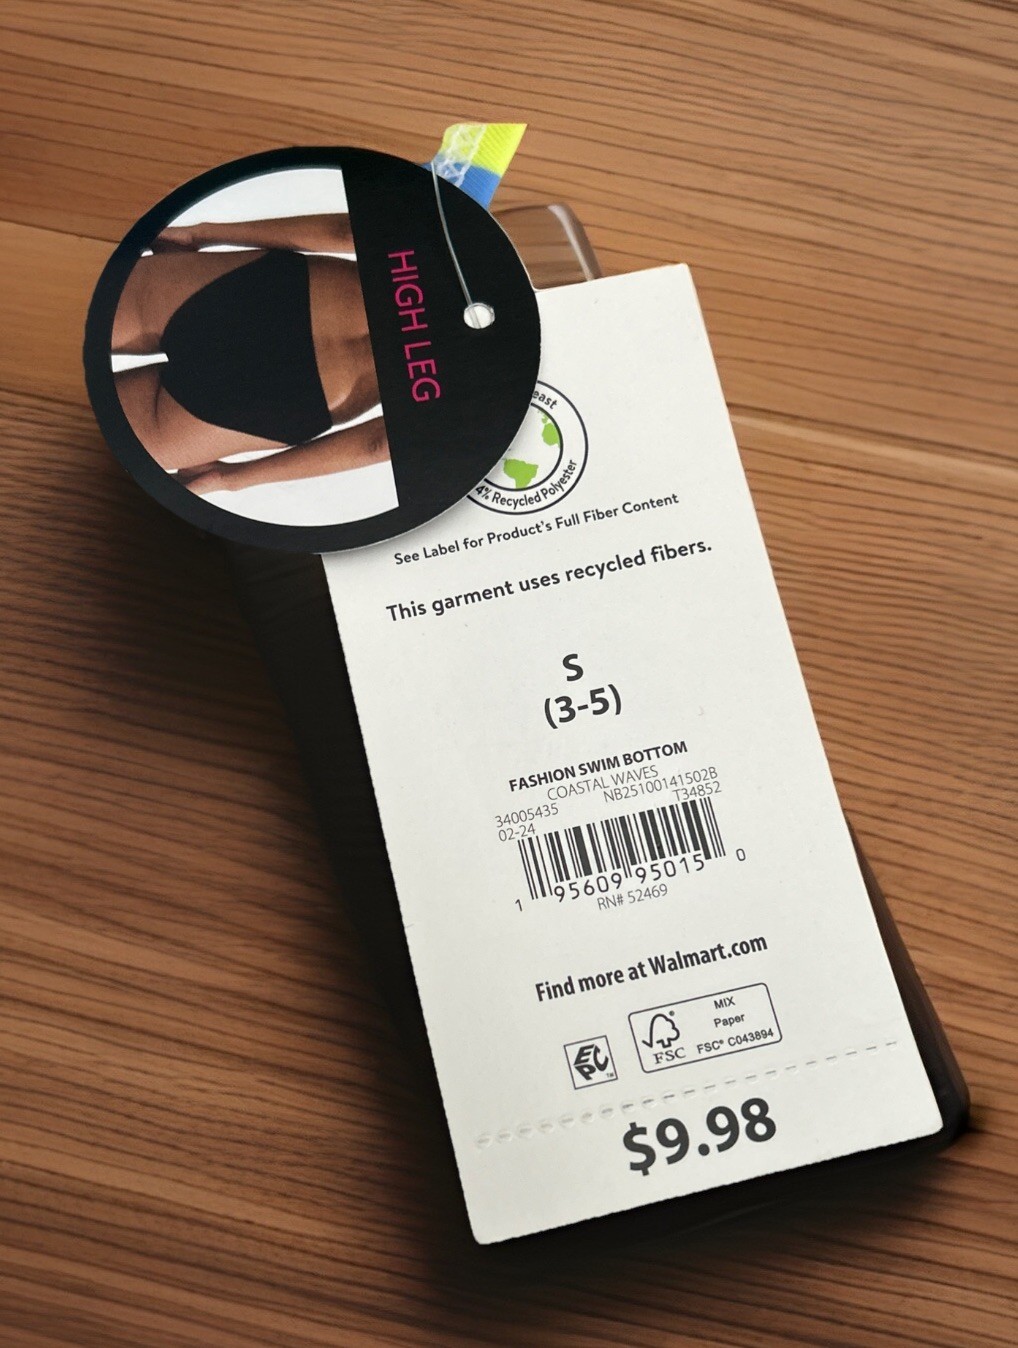 HIGH LEG
4% Recycled Polyester
See Label for Product's Full Fiber Content
This garment uses recycled fibers.
S
(3-5)
FASHION SWIM BOTTOM
COASTAL WAVES
34005435 NB25100141502B
02-24 T34852
1 95609 95015 0
RN# 52469
Find more at Walmart.com
EPC™
FSC®
MIX
Paper
FSC® C043894
$9.98